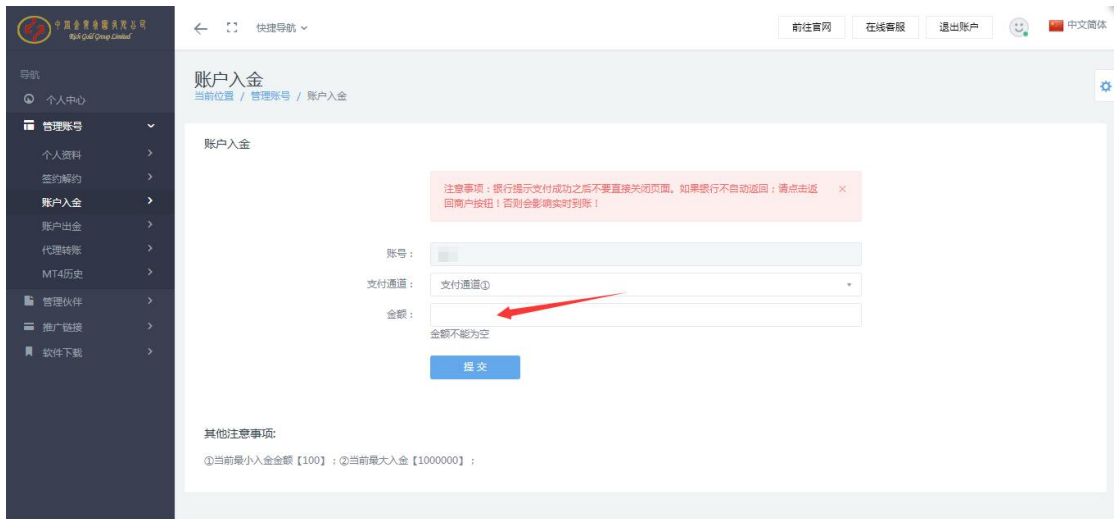 Rich Gold Group Limited
快捷导航
前往官网
在线客服
退出账户
中文简体
导航
个人中心
管理账号
个人资料
签约解约
账户入金
账户出金
代理转账
MT4历史
管理伙伴
推广链接
软件下载
账户入金
当前位置 / 管理账号 / 账户入金
账户入金
注意事项：银行提示支付成功之后不要直接关闭页面。如果银行不自动返回；请点击返
回商户按钮！否则会影响实时到账！
账号：
支付通道：
支付通道①
金额：
金额不能为空
提 交
其他注意事项:
①当前最小入金金额【100】；②当前最大入金【1000000】；